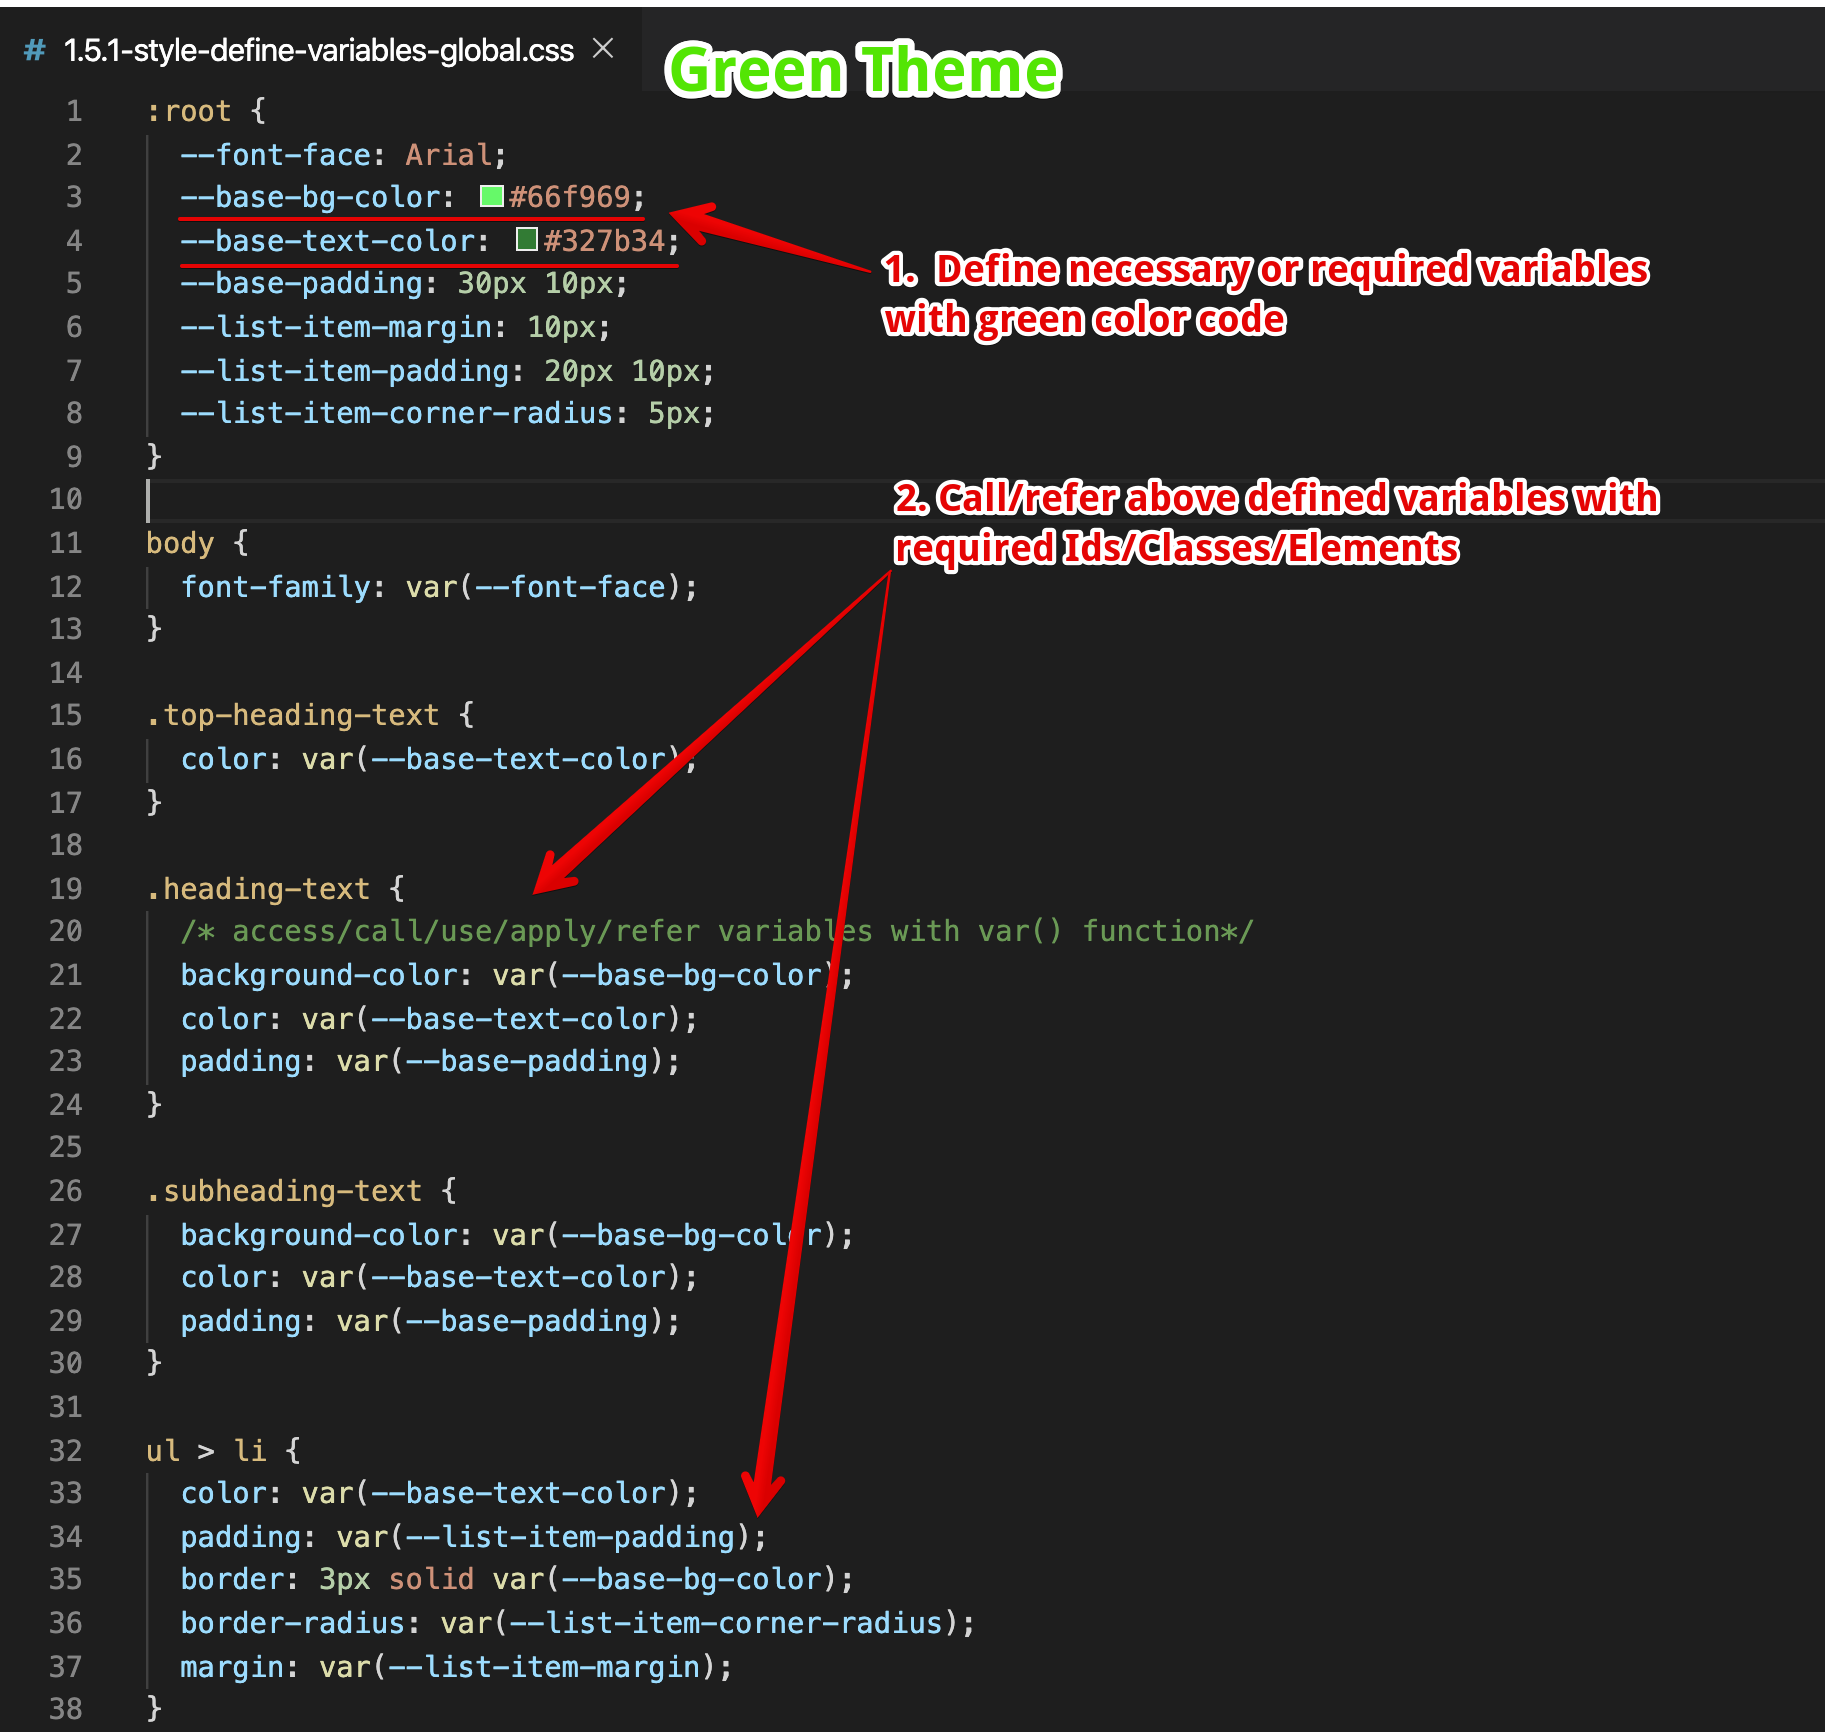 # 1.5.1-style-define-variables-global.css ×
Green Theme
1 :root {
2 --font-face: Arial;
3 --base-bg-color: #66f969;
4 --base-text-color: #327b34;
1. Define necessary or required variables
with green color code
5 --base-padding: 30px 10px;
6 --list-item-margin: 10px;
7 --list-item-padding: 20px 10px;
8 --list-item-corner-radius: 5px;
9 }
10
2. Call/refer above defined variables with
required Ids/Classes/Elements
11 body {
12 font-family: var(--font-face);
13 }
14
15 .top-heading-text {
16 color: var(--base-text-color);
17 }
18
19 .heading-text {
20 /* access/call/use/apply/refer variables with var() function*/
21 background-color: var(--base-bg-color);
22 color: var(--base-text-color);
23 padding: var(--base-padding);
24 }
25
26 .subheading-text {
27 background-color: var(--base-bg-color);
28 color: var(--base-text-color);
29 padding: var(--base-padding);
30 }
31
32 ul > li {
33 color: var(--base-text-color);
34 padding: var(--list-item-padding);
35 border: 3px solid var(--base-bg-color);
36 border-radius: var(--list-item-corner-radius);
37 margin: var(--list-item-margin);
38 }